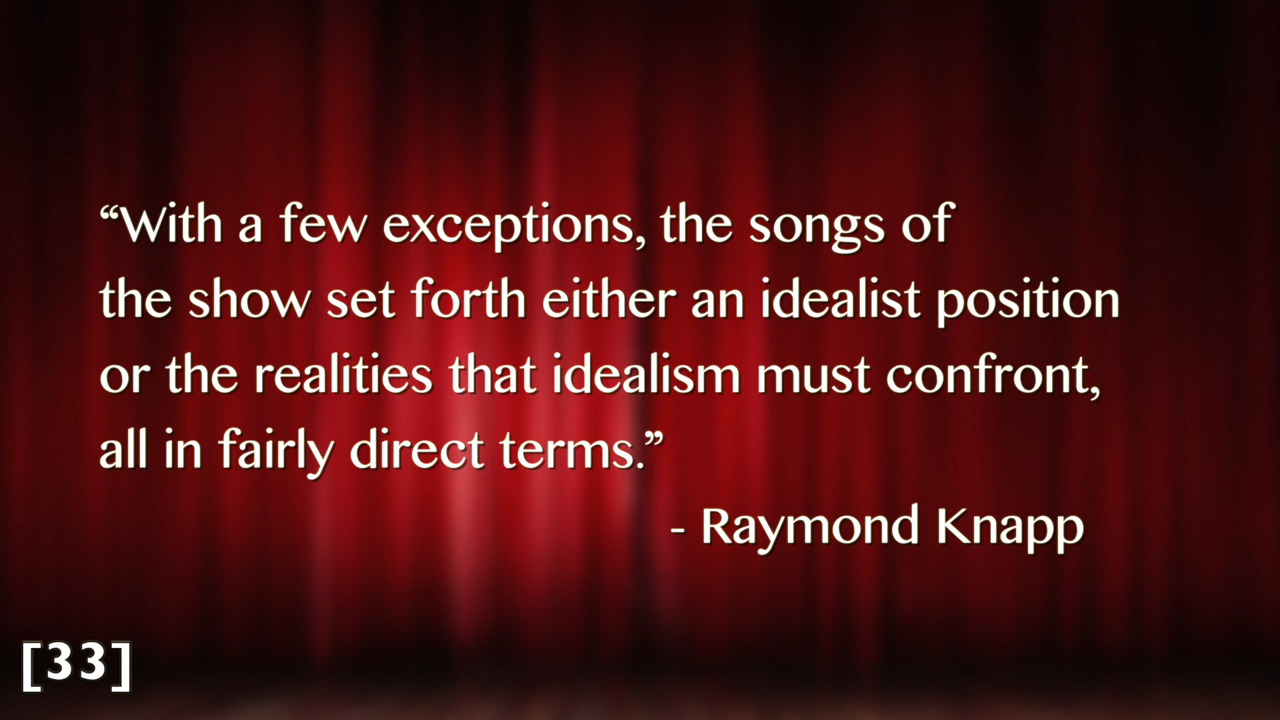 “With a few exceptions, the songs of
the show set forth either an idealist position
or the realities that idealism must confront,
all in fairly direct terms.”
- Raymond Knapp
[33]